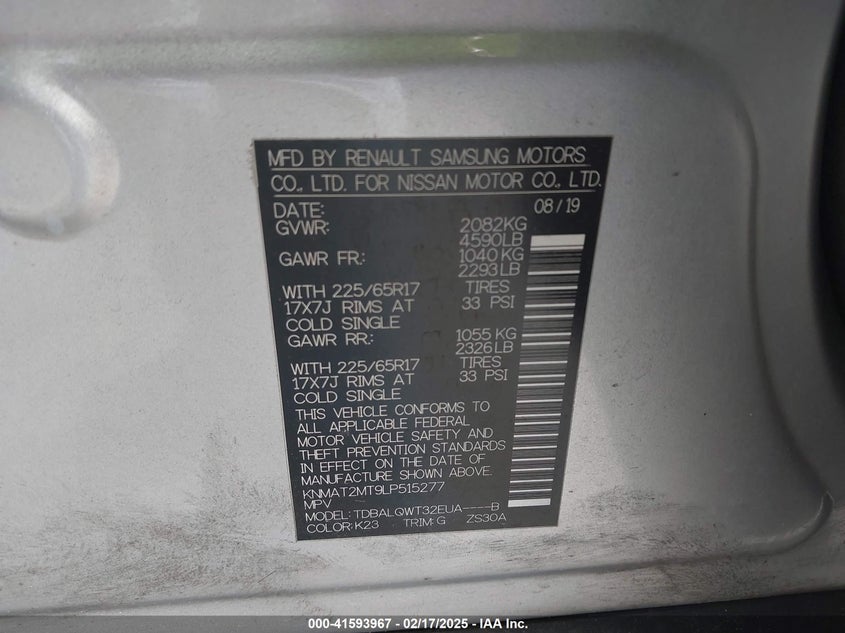 MFD BY RENAULT SAMSUNG MOTORS
CO., LTD. FOR NISSAN MOTOR CO., LTD.
DATE: 08/19
GVWR: 2082KG
4590LB
GAWR FR.: 1040 KG
2293 LB
WITH 225/65R17 TIRES
17X7J RIMS AT 33 PSI
COLD SINGLE
GAWR RR.: 1055 KG
2326 LB
WITH 225/65R17 TIRES
17X7J RIMS AT 33 PSI
COLD SINGLE
THIS VEHICLE CONFORMS TO
ALL APPLICABLE FEDERAL
MOTOR VEHICLE SAFETY AND
THEFT PREVENTION STANDARDS
IN EFFECT ON THE DATE OF
MANUFACTURE SHOWN ABOVE.
KNMAT2MT9LP515277
MPV
MODEL: TDBALQWT32EUA----B
COLOR: K23 TRIM: G ZS30A
000-41593967 — 02/17/2025 — IAA Inc.